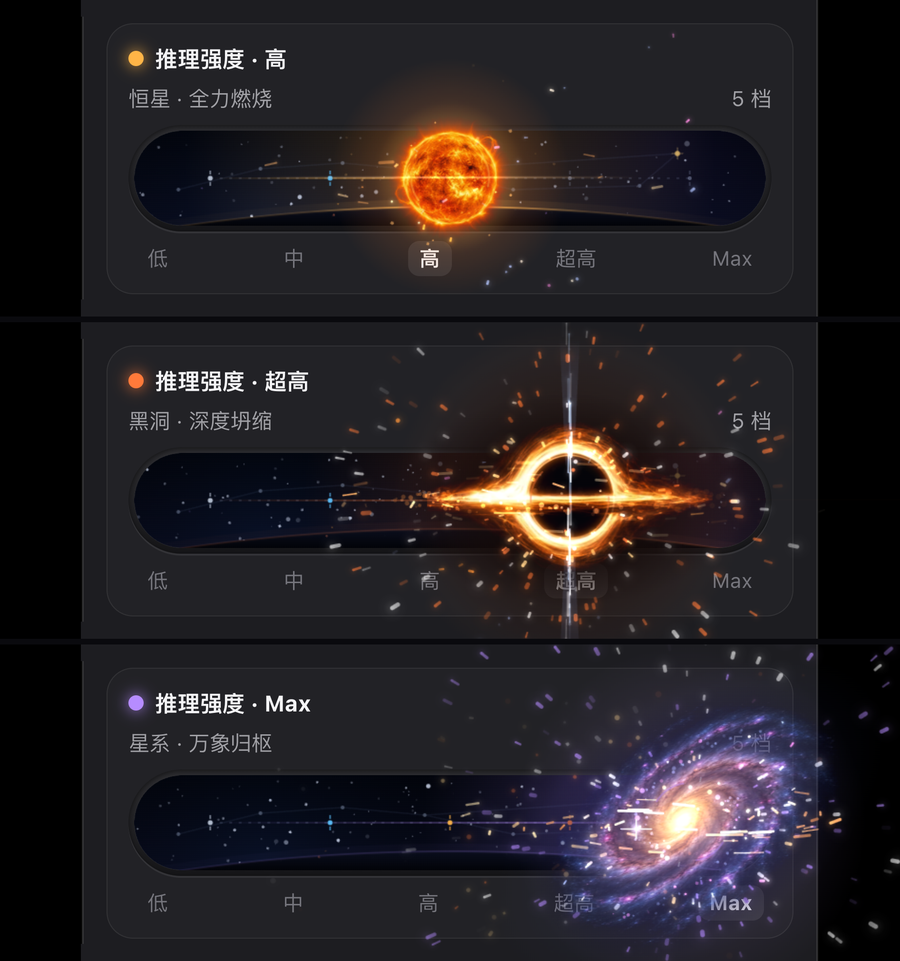 推理强度 · 高
恒星 · 全力燃烧
5 档
低 中 高 超高 Max
推理强度 · 超高
黑洞 · 深度坍缩
5 档
低 中 高 超高 Max
推理强度 · Max
星系 · 万象归枢
5 档
低 中 高 超高 Max